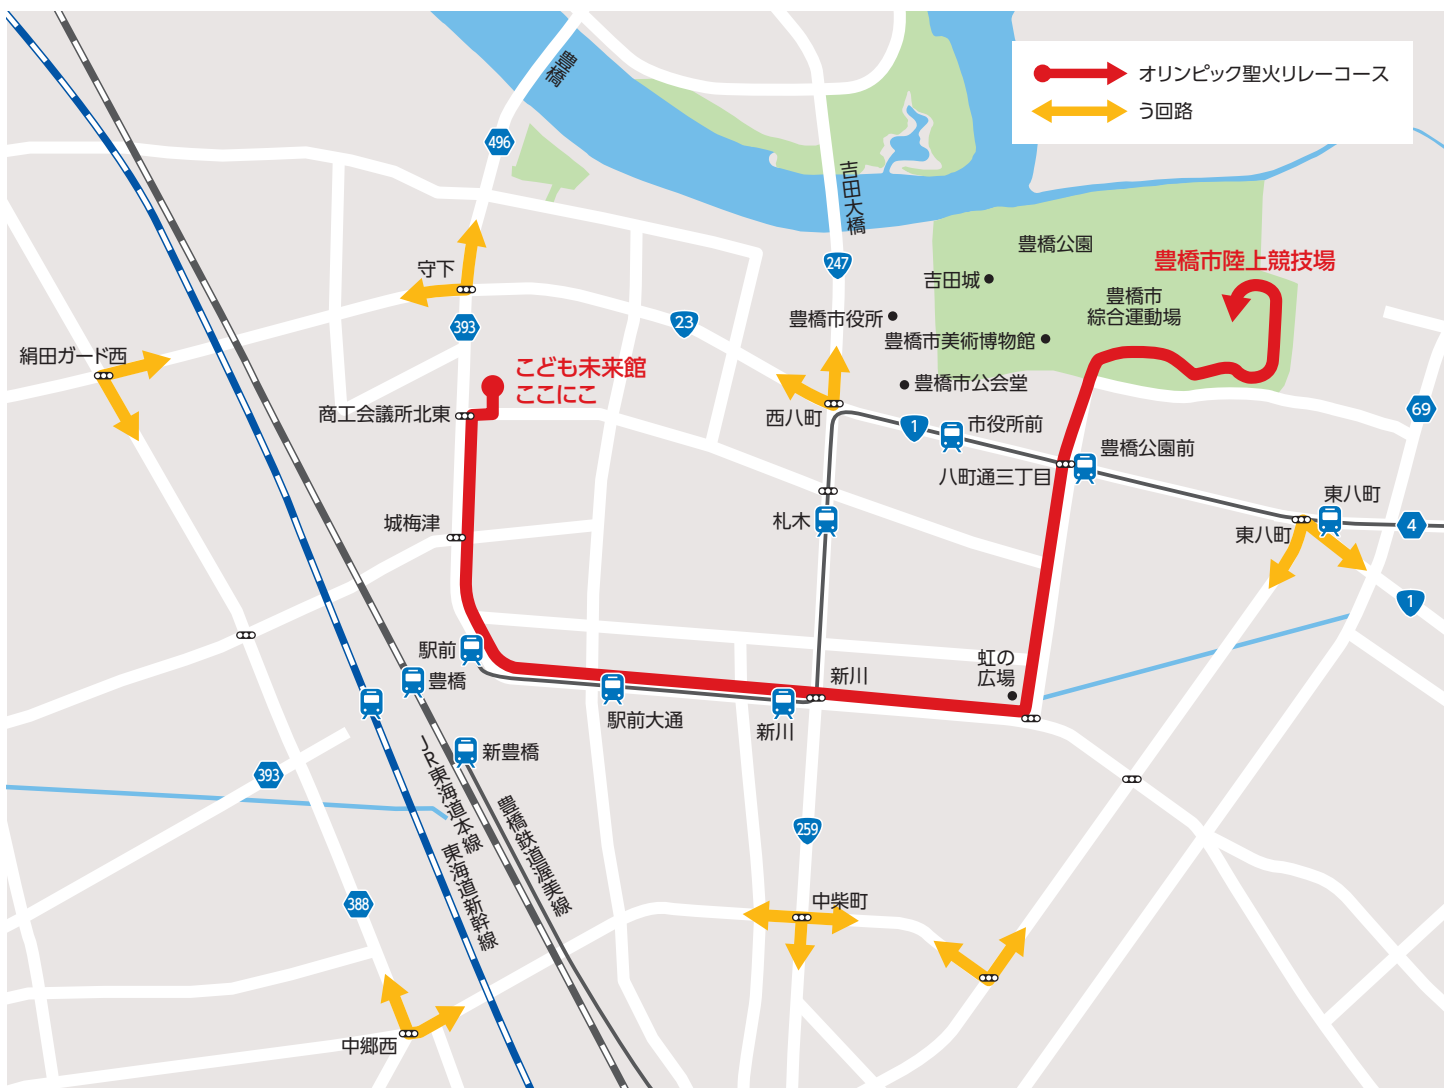 オリンピック聖火リレーコース
う回路
豊橋
496
吉田大橋
247
豊橋公園
豊橋市陸上競技場
吉田城
豊橋市
綜合運動場
守下
393
23
豊橋市役所
豊橋市美術博物館
絹田ガード西
こども未来館
ここにこ
豊橋市公会堂
商工会議所北東
西八町
1
市役所前
69
豊橋公園前
八町通三丁目
東八町
城梅津
札木
東八町
4
1
駅前
豊橋
虹の
広場
新川
駅前大通
新川
新豊橋
393
JR東海道本線
東海道新幹線
豊橋鉄道渥美線
259
388
中柴町
中郷西